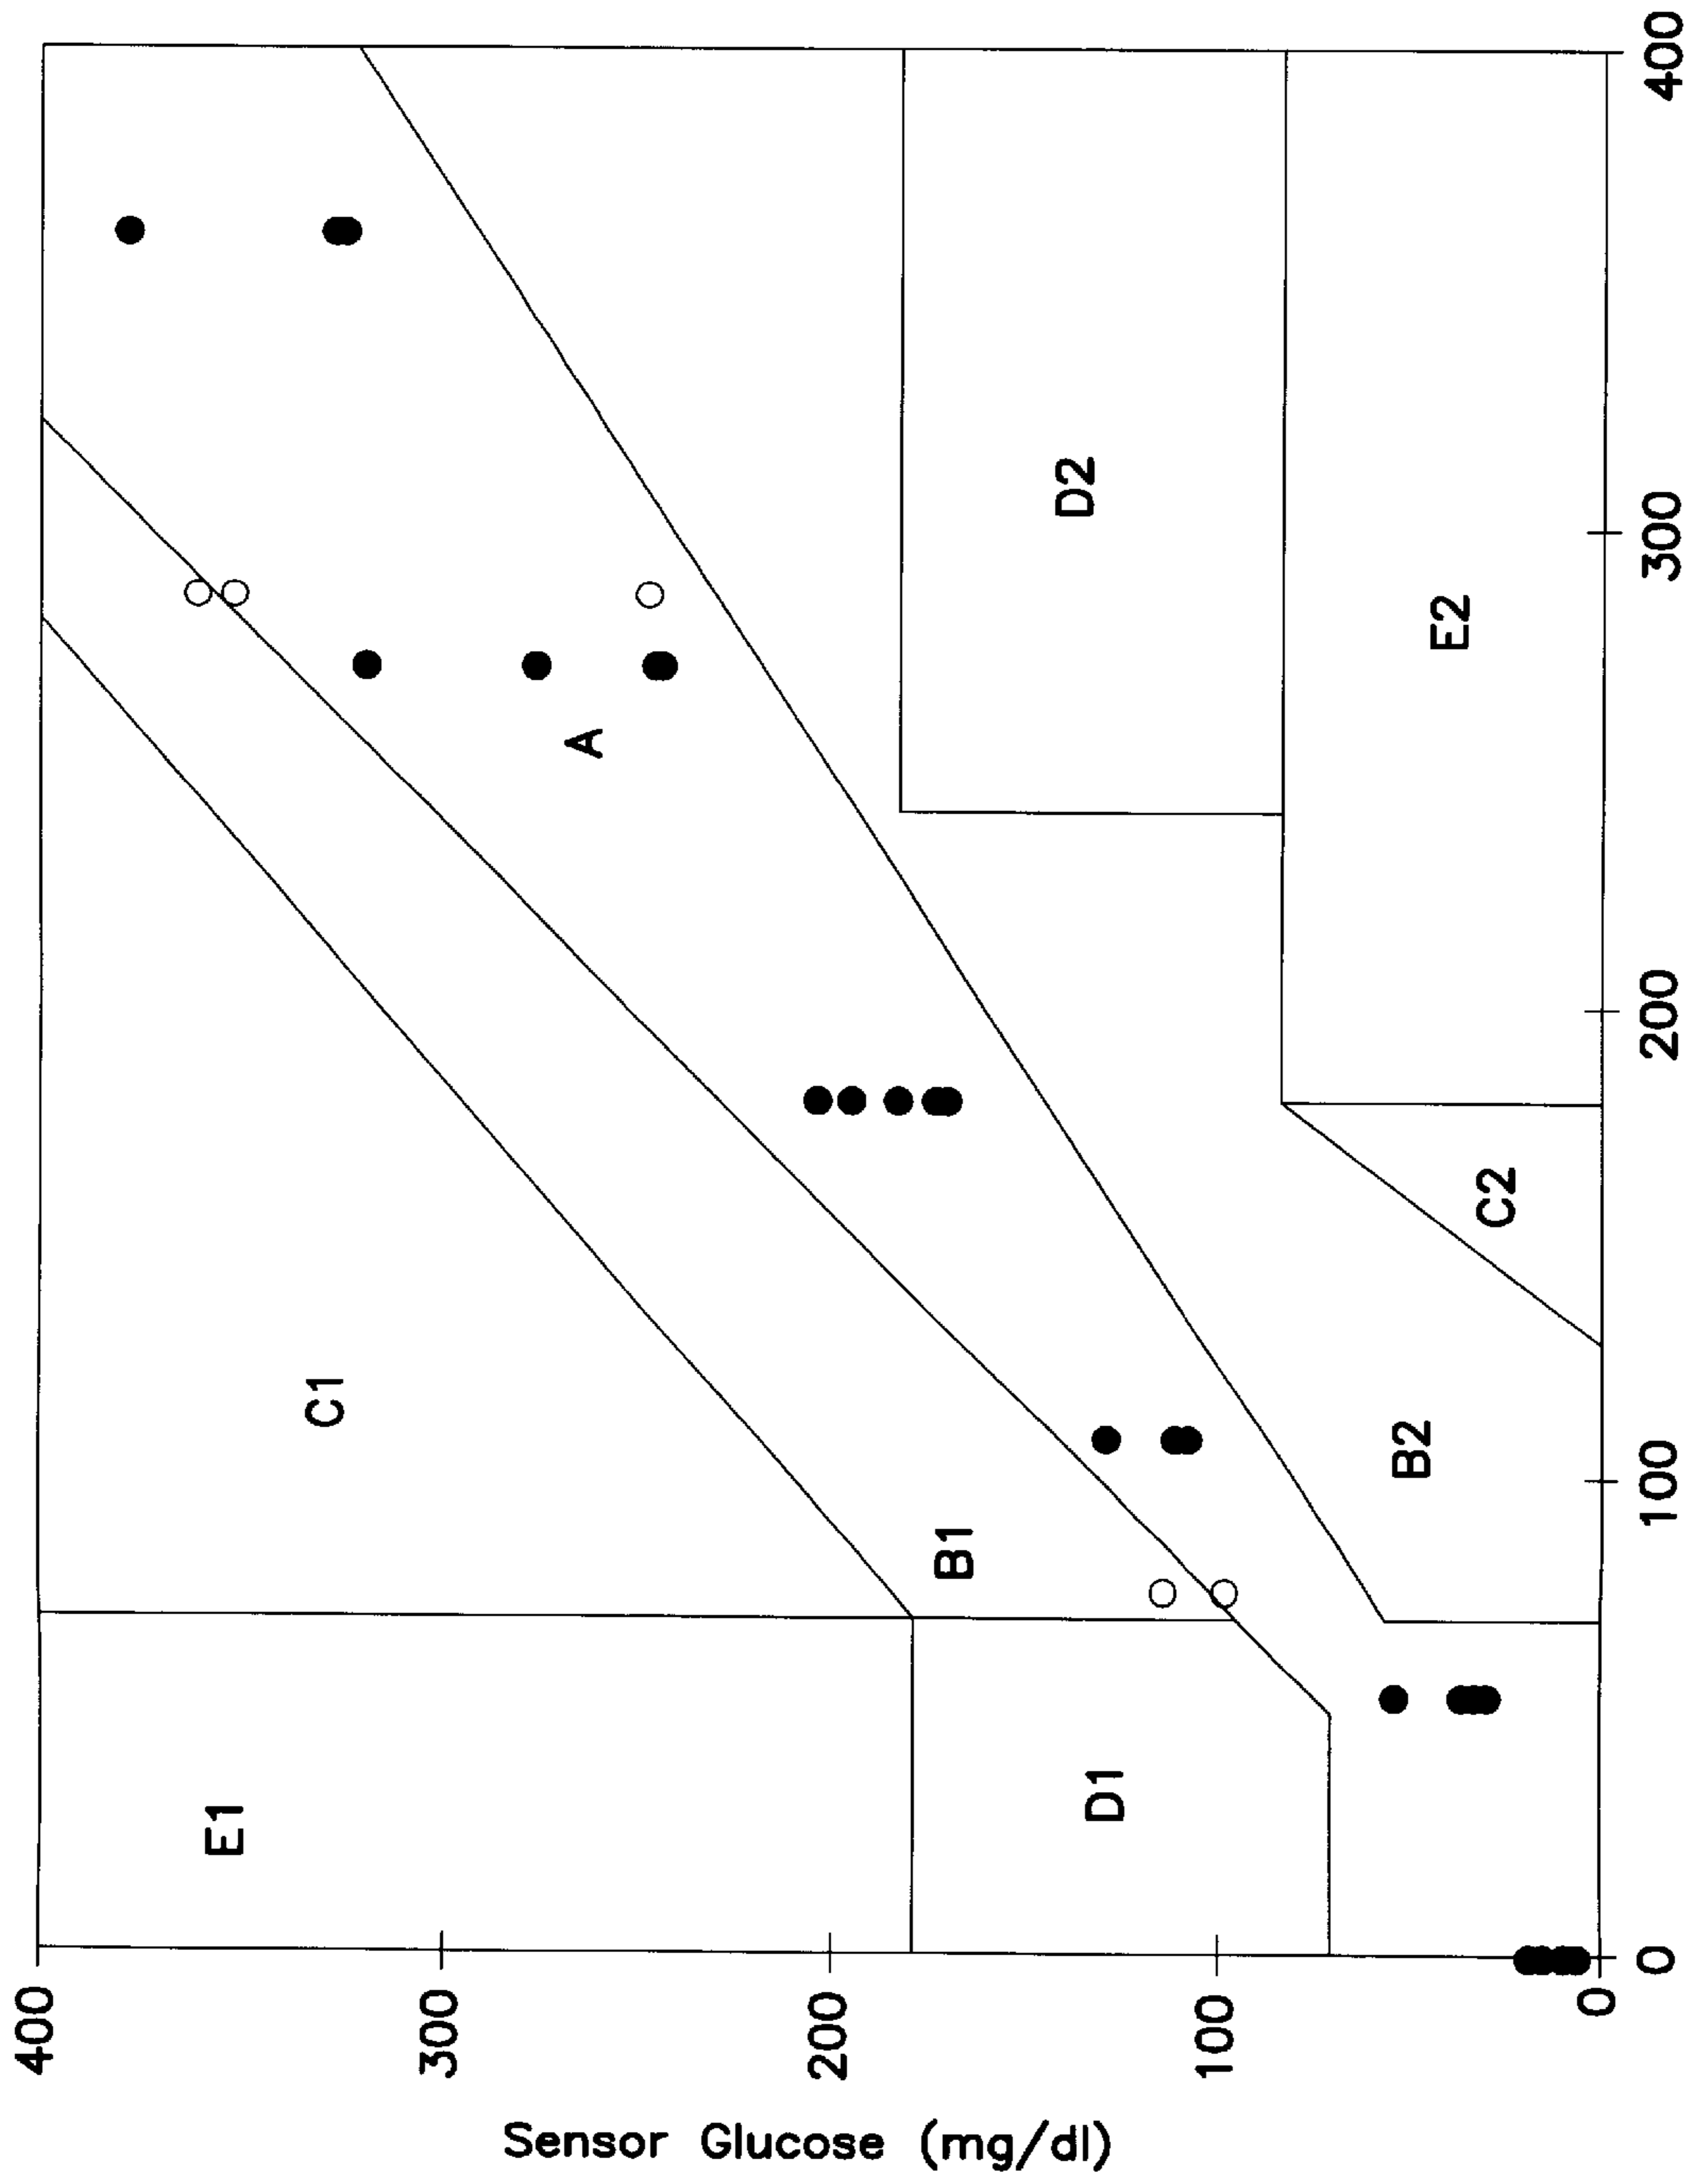 400
300
200
100
0
Sensor Glucose (mg/dl)
0
100
200
300
400
E1
C1
D1
B1
A
B2
C2
D2
E2